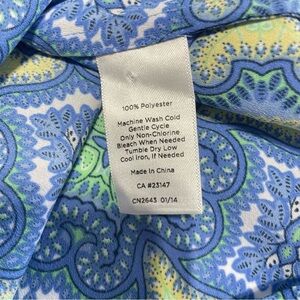 100% Polyester
Machine Wash Cold
Gentle Cycle
Only Non-Chlorine
Bleach When Needed
Tumble Dry Low
Cool Iron, If Needed
Made In China
CA #23147
CN2643 01/14